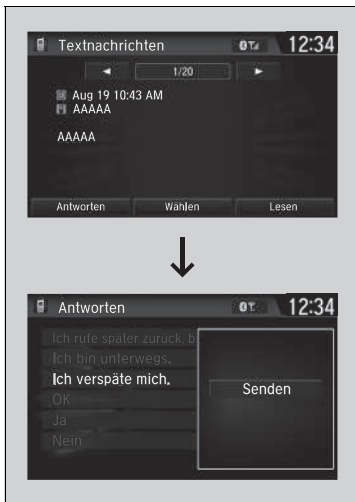 Textnachrichten
12:34
1/20
Aug 19 10:43 AM
AAAAA
AAAAA
Antworten Wählen Lesen
Antworten
12:34
Ich rufe später zurück. b
Ich bin unterwegs.
Ich verspäte mich.
OK
Ja
Nein
Senden